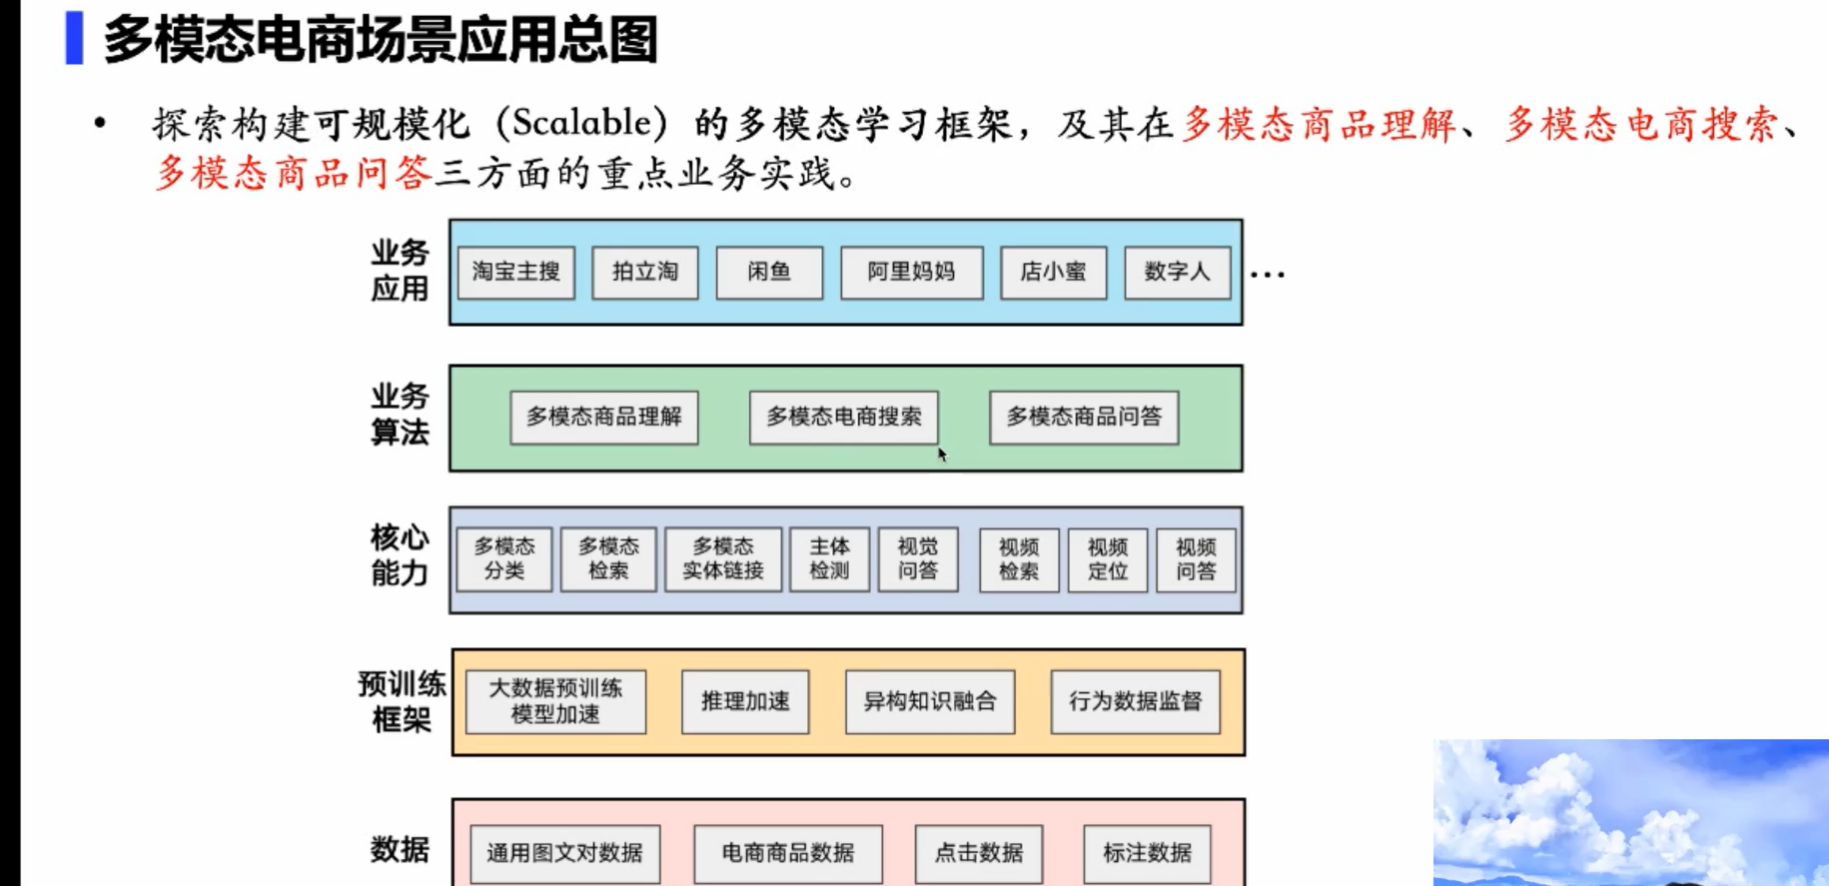 多模态电商场景应用总图
• 探索构建可规模化（Scalable）的多模态学习框架，及其在多模态商品理解、多模态电商搜索、
多模态商品问答三方面的重点业务实践。
业务
应用
淘宝主搜 拍立淘 闲鱼 阿里妈妈 店小蜜 数字人 ...
业务
算法
多模态商品理解 多模态电商搜索 多模态商品问答
核心
能力
多模态
分类
多模态
检索
多模态
实体链接
主体
检测
视觉
问答
视频
检索
视频
定位
视频
问答
预训练
框架
大数据预训练
模型加速
推理加速 异构知识融合 行为数据监督
数据
通用图文对数据 电商商品数据 点击数据 标注数据